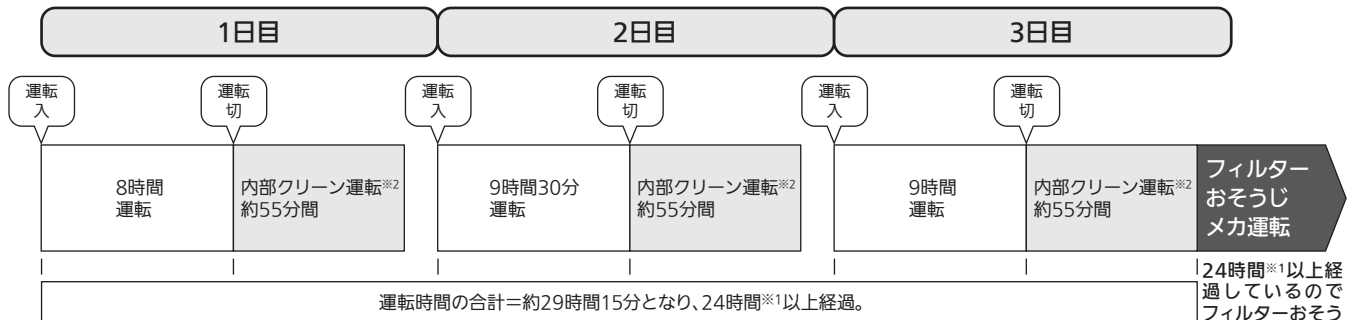 1日目
2日目
3日目
運転
入
運転
切
運転
入
運転
切
運転
入
運転
切
8時間
運転
内部クリーン運転※2
約55分間
9時間30分
運転
内部クリーン運転※2
約55分間
9時間
運転
内部クリーン運転※2
約55分間
フィルター
おそうじ
メカ運転
運転時間の合計=約29時間15分となり、24時間※1以上経過。
24時間※1以上経
過しているので
フィルターおそう